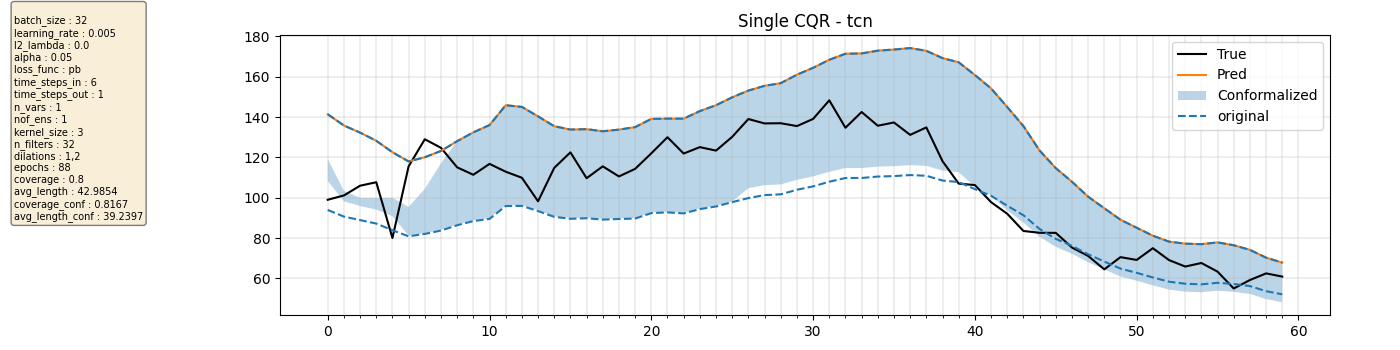 batch_size : 32
learning_rate : 0.005
l2_lambda : 0.0
alpha : 0.05
loss_func : pb
time_steps_in : 6
time_steps_out : 1
n_vars : 1
nof_ens : 1
kernel_size : 3
n_filters : 32
dilations : 1,2
epochs : 88
coverage : 0.8
avg_length : 42.9854
coverage_conf : 0.8167
avg_length_conf : 39.2397
Single CQR - tcn
180
160
140
120
100
80
60
True
Pred
Conformalized
original
0 10 20 30 40 50 60